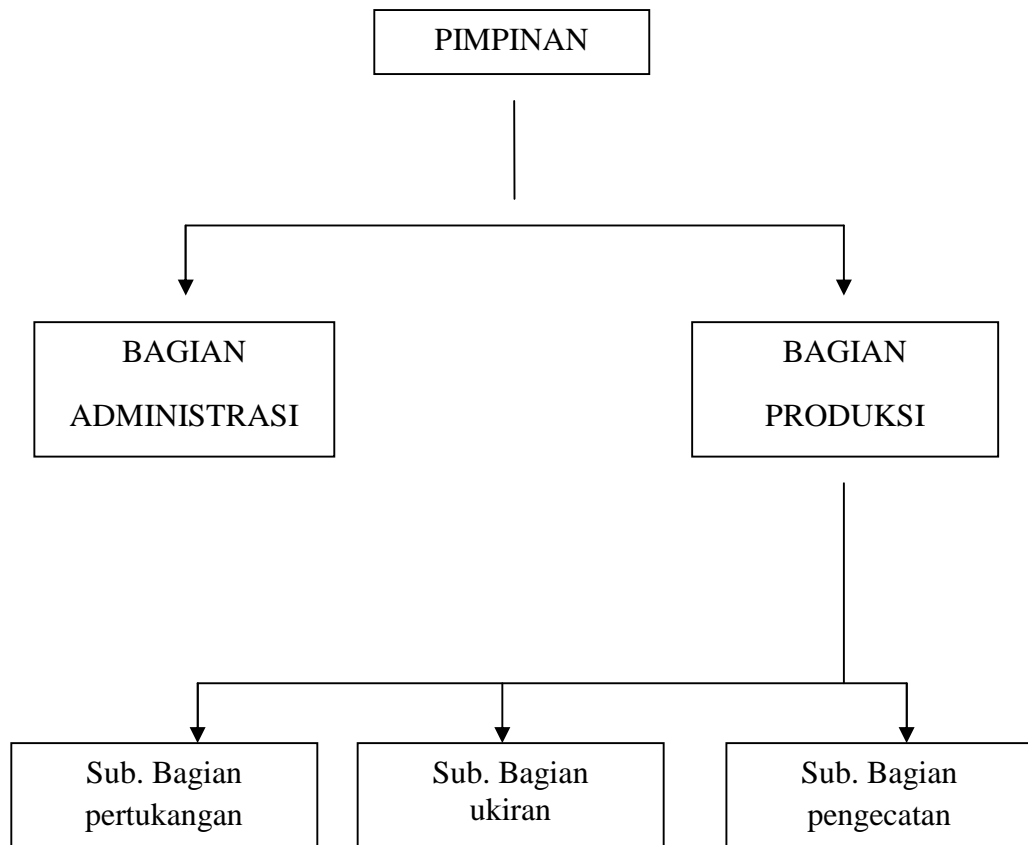 PIMPINAN
BAGIAN
ADMINISTRASI
BAGIAN
PRODUKSI
Sub. Bagian
pertukangan
Sub. Bagian
ukiran
Sub. Bagian
pengecatan